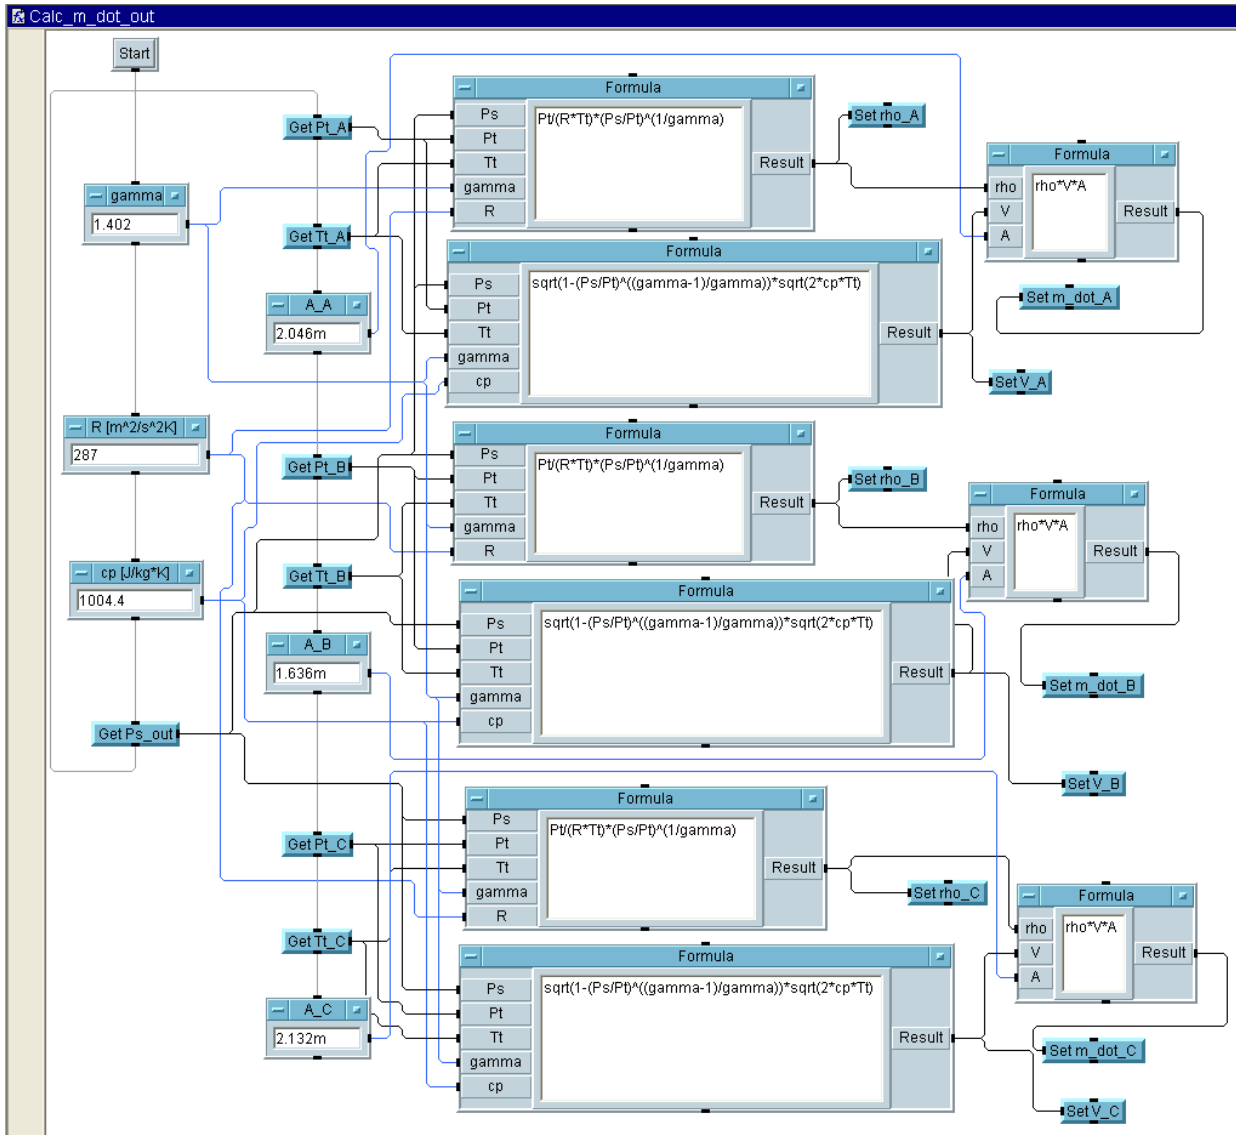 Calc_m_dot_out
Start
gamma
1.402
R [m^2/s^2K]
287
cp [J/kg*K]
1004.4
Get Ps_out
Get Pt_A
Get Tt_A
A_A
2.046m
Formula
Ps
Pt
Tt
gamma
R
Pt/(R*Tt)*(Ps/Pt)^(1/gamma)
Result
Set rho_A
Formula
Ps
Pt
Tt
gamma
cp
sqrt(1-(Ps/Pt)^((gamma-1)/gamma))*sqrt(2*cp*Tt)
Result
Formula
rho
V
A
rho*V*A
Result
Set m_dot_A
Set V_A
Get Pt_B
Get Tt_B
A_B
1.636m
Formula
Ps
Pt
Tt
gamma
R
Pt/(R*Tt)*(Ps/Pt)^(1/gamma)
Result
Set rho_B
Formula
Ps
Pt
Tt
gamma
cp
sqrt(1-(Ps/Pt)^((gamma-1)/gamma))*sqrt(2*cp*Tt)
Result
Formula
rho
V
A
rho*V*A
Result
Set m_dot_B
Set V_B
Get Pt_C
Get Tt_C
A_C
2.132m
Formula
Ps
Pt
Tt
gamma
R
Pt/(R*Tt)*(Ps/Pt)^(1/gamma)
Result
Set rho_C
Formula
Ps
Pt
Tt
gamma
cp
sqrt(1-(Ps/Pt)^((gamma-1)/gamma))*sqrt(2*cp*Tt)
Result
Formula
rho
V
A
rho*V*A
Result
Set m_dot_C
Set V_C